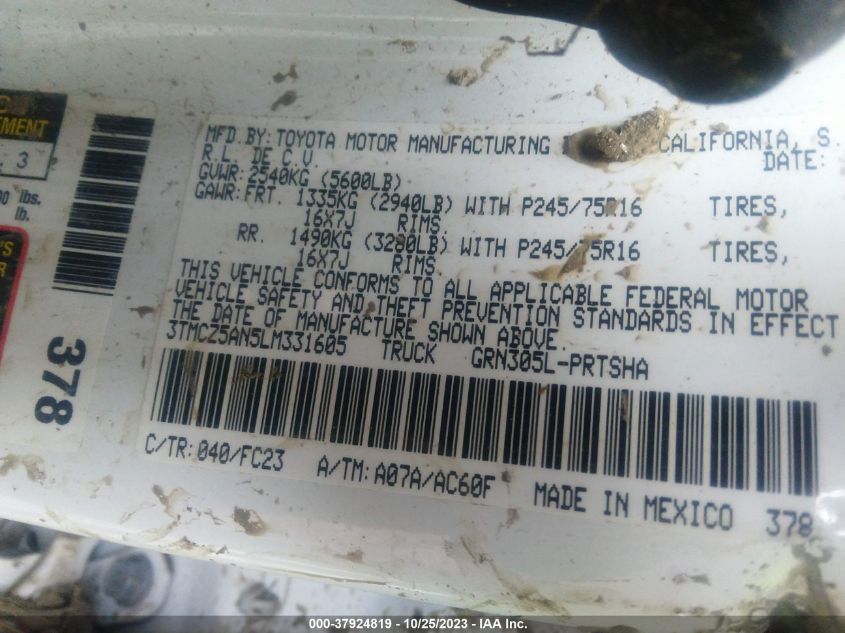 MFD. BY: TOYOTA MOTOR MANUFACTURING CALIFORNIA, S.
R.L. DE C.V. DATE:
GVWR: 2540KG (5600LB)
GAWR: FRT. 1335KG (2940LB) WITH P245/75R16 TIRES,
16X7J RIMS
RR. 1490KG (3280LB) WITH P245/75R16 TIRES,
16X7J RIMS
THIS VEHICLE CONFORMS TO ALL APPLICABLE FEDERAL MOTOR
VEHICLE SAFETY AND THEFT PREVENTION STANDARDS IN EFFECT
THE DATE OF MANUFACTURE SHOWN ABOVE.
3TMCZ5AN5LM331605 TRUCK GRN305L-PRTSHA
C/TR: 040/FC23 A/TM: A07A/AC60F MADE IN MEXICO 378
3
lbs.
lb.
378
000-37924819 - 10/25/2023 - IAA Inc.